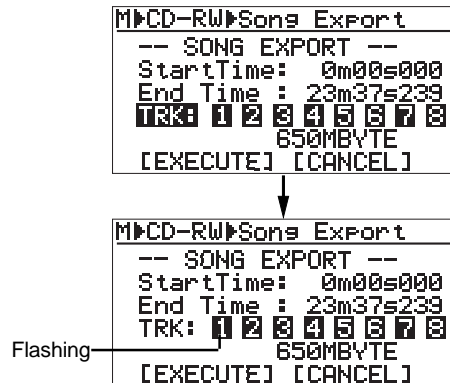 M▶CD-RW▶Song Export
-- SONG EXPORT --
StartTime: 0m00s000
End Time : 23m37s239
TRK: 1 2 3 4 5 6 7 8
650MBYTE
[EXECUTE] [CANCEL]
M▶CD-RW▶Song Export
-- SONG EXPORT --
StartTime: 0m00s000
End Time : 23m37s239
TRK: 1 2 3 4 5 6 7 8
Flashing
650MBYTE
[EXECUTE] [CANCEL]